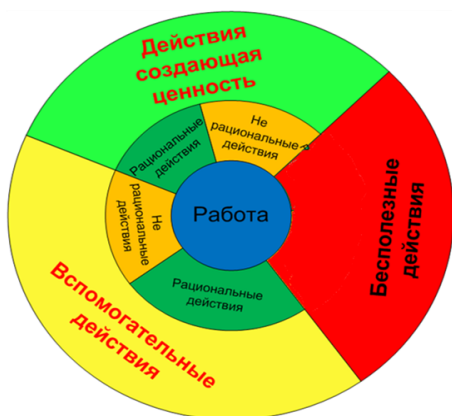 Действия
создающая
ценность
Рациональные
действия
Не
рациональные
действия
Не
рациональные
действия
Работа
Рациональные
действия
Бесполезные
действия
Вспомогательные
действия